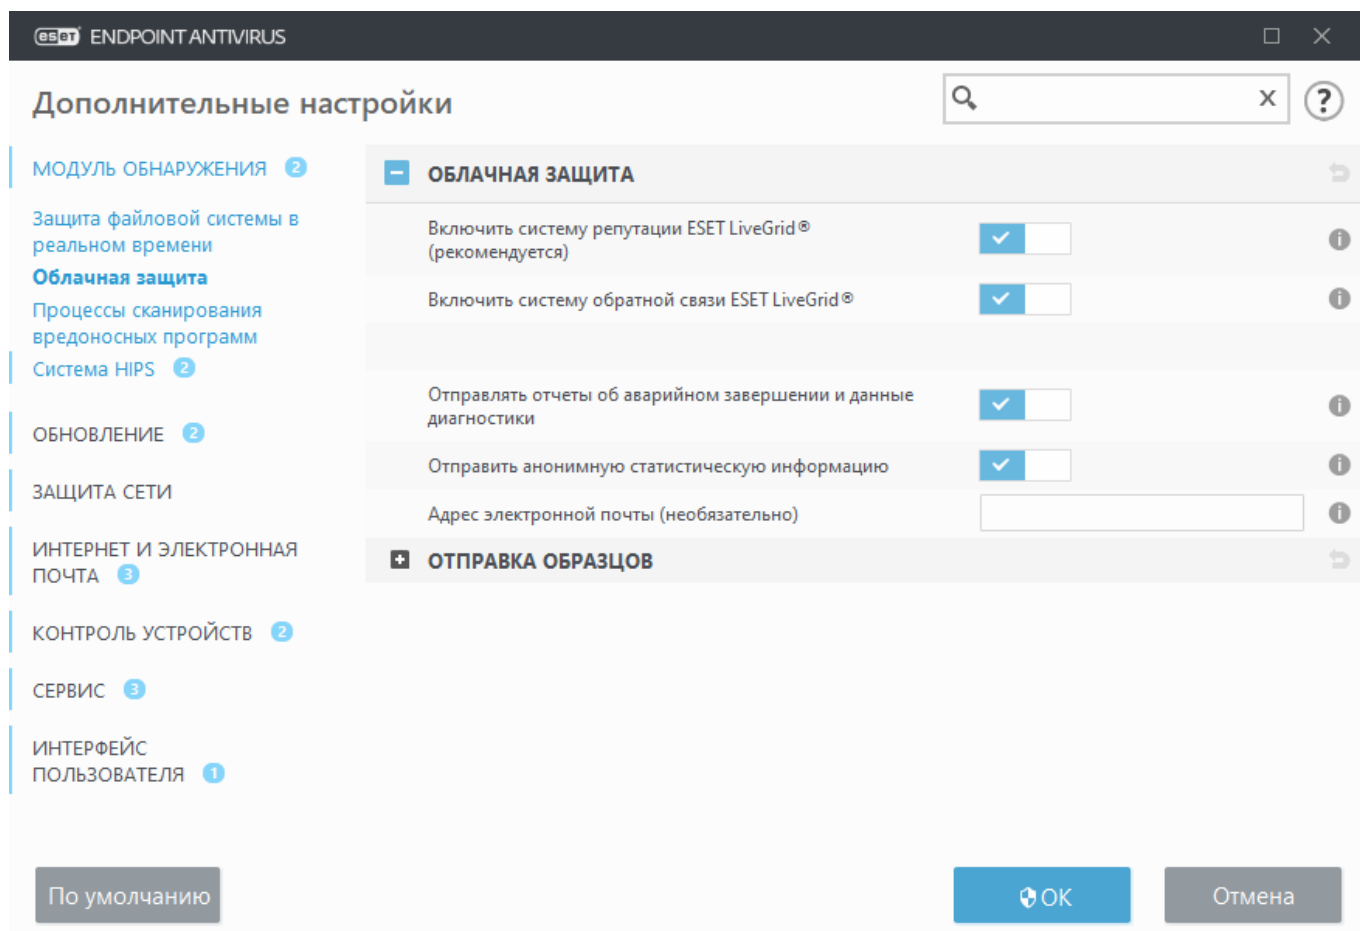 eset ENDPOINT ANTIVIRUS
Дополнительные настройки
X
?
МОДУЛЬ ОБНАРУЖЕНИЯ 2
Защита файловой системы в
реальном времени
Облачная защита
Процессы сканирования
вредоносных программ
Система HIPS 2
ОБНОВЛЕНИЕ 2
ЗАЩИТА СЕТИ
ИНТЕРНЕТ И ЭЛЕКТРОННАЯ
ПОЧТА 3
КОНТРОЛЬ УСТРОЙСТВ 2
СЕРВИС 3
ИНТЕРФЕЙС
ПОЛЬЗОВАТЕЛЯ 1
ОБЛАЧНАЯ ЗАЩИТА
Включить систему репутации ESET LiveGrid®
(рекомендуется)
Включить систему обратной связи ESET LiveGrid®
Отправлять отчеты об аварийном завершении и данные
диагностики
Отправить анонимную статистическую информацию
Адрес электронной почты (необязательно)
ОТПРАВКА ОБРАЗЦОВ
По умолчанию
OK
Отмена